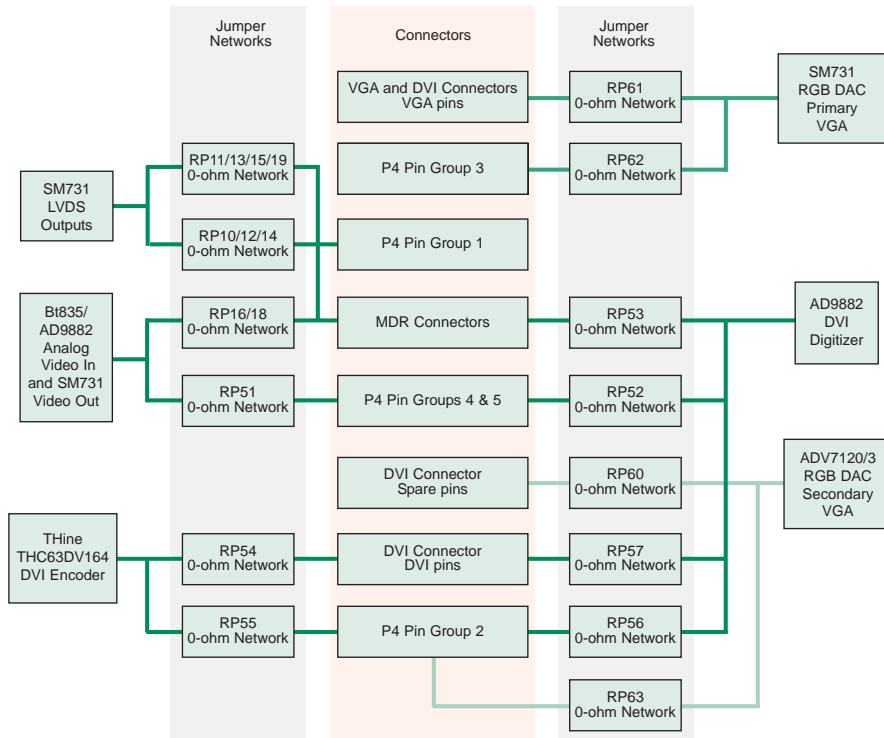 Jumper
Networks
Connectors
Jumper
Networks
VGA and DVI Connectors
VGA pins
RP61
0-ohm Network
SM731
RGB DAC
Primary
VGA
RP11/13/15/19
0-ohm Network
P4 Pin Group 3
RP62
0-ohm Network
SM731
LVDS
Outputs
RP10/12/14
0-ohm Network
P4 Pin Group 1
Bt835/
AD9882
Analog
Video In
and SM731
Video Out
RP16/18
0-ohm Network
MDR Connectors
RP53
0-ohm Network
AD9882
DVI
Digitizer
RP51
0-ohm Network
P4 Pin Groups 4 & 5
RP52
0-ohm Network
DVI Connector
Spare pins
RP60
0-ohm Network
ADV7120/3
RGB DAC
Secondary
VGA
THine
THC63DV164
DVI Encoder
RP54
0-ohm Network
DVI Connector
DVI pins
RP57
0-ohm Network
RP55
0-ohm Network
P4 Pin Group 2
RP56
0-ohm Network
RP63
0-ohm Network